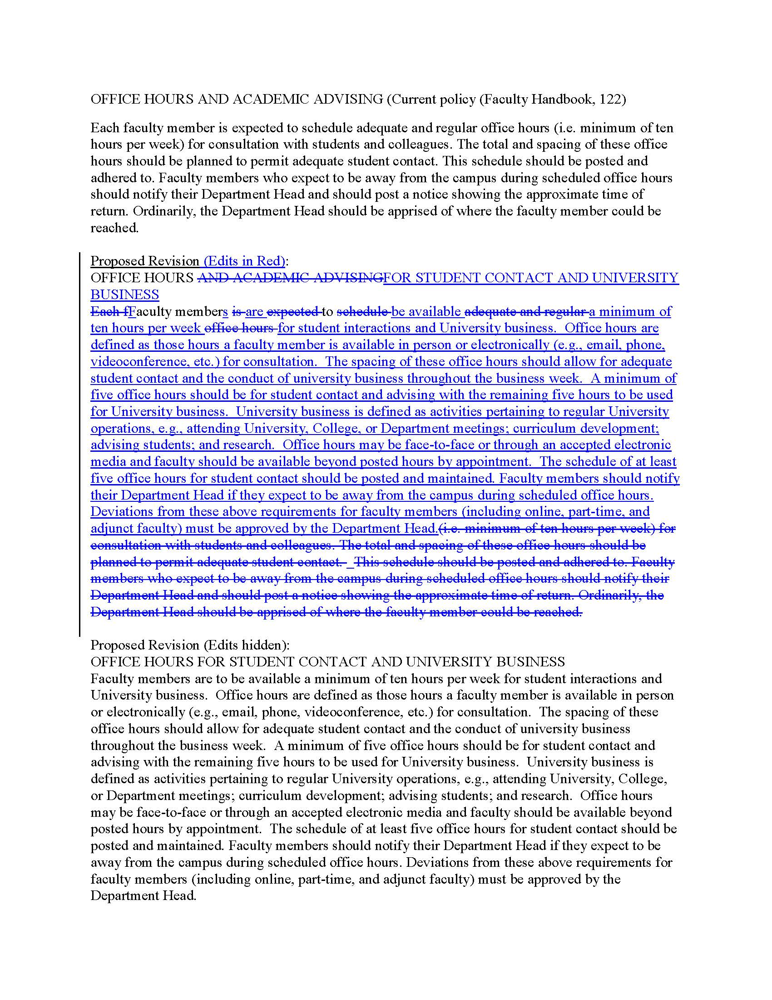 OFFICE HOURS AND ACADEMIC ADVISING (Current policy (Faculty Handbook, 122)
Each faculty member is expected to schedule adequate and regular office hours (i.e. minimum of ten
hours per week) for consultation with students and colleagues. The total and spacing of these office
hours should be planned to permit adequate student contact. This schedule should be posted and
adhered to. Faculty members who expect to be away from the campus during scheduled office hours
should notify their Department Head and should post a notice showing the approximate time of
return. Ordinarily, the Department Head should be apprised of where the faculty member could be
reached.
Proposed Revision (Edits in Red):
OFFICE HOURS AND ACADEMIC ADVISINGFOR STUDENT CONTACT AND UNIVERSITY
BUSINESS
Each fFaculty members is are expected to schedule be available adequate and regular a minimum of
ten hours per week office hours for student interactions and University business.  Office hours are
defined as those hours a faculty member is available in person or electronically (e.g., email, phone,
videoconference, etc.) for consultation.  The spacing of these office hours should allow for adequate
student contact and the conduct of university business throughout the business week.  A minimum of
five office hours should be for student contact and advising with the remaining five hours to be used
for University business.  University business is defined as activities pertaining to regular University
operations, e.g., attending University, College, or Department meetings; curriculum development;
advising students; and research.  Office hours may be face-to-face or through an accepted electronic
media and faculty should be available beyond posted hours by appointment.  The schedule of at least
five office hours for student contact should be posted and maintained. Faculty members should notify
their Department Head if they expect to be away from the campus during scheduled office hours.
Deviations from these above requirements for faculty members (including online, part-time, and
adjunct faculty) must be approved by the Department Head.(i.e. minimum of ten hours per week) for
consultation with students and colleagues. The total and spacing of these office hours should be
planned to permit adequate student contact.  This schedule should be posted and adhered to. Faculty
members who expect to be away from the campus during scheduled office hours should notify their
Department Head and should post a notice showing the approximate time of return. Ordinarily, the
Department Head should be apprised of where the faculty member could be reached.
Proposed Revision (Edits hidden):
OFFICE HOURS FOR STUDENT CONTACT AND UNIVERSITY BUSINESS
Faculty members are to be available a minimum of ten hours per week for student interactions and
University business.  Office hours are defined as those hours a faculty member is available in person
or electronically (e.g., email, phone, videoconference, etc.) for consultation.  The spacing of these
office hours should allow for adequate student contact and the conduct of university business
throughout the business week.  A minimum of five office hours should be for student contact and
advising with the remaining five hours to be used for University business.  University business is
defined as activities pertaining to regular University operations, e.g., attending University, College,
or Department meetings; curriculum development; advising students; and research.  Office hours
may be face-to-face or through an accepted electronic media and faculty should be available beyond
posted hours by appointment.  The schedule of at least five office hours for student contact should be
posted and maintained. Faculty members should notify their Department Head if they expect to be
away from the campus during scheduled office hours. Deviations from these above requirements for
faculty members (including online, part-time, and adjunct faculty) must be approved by the
Department Head.